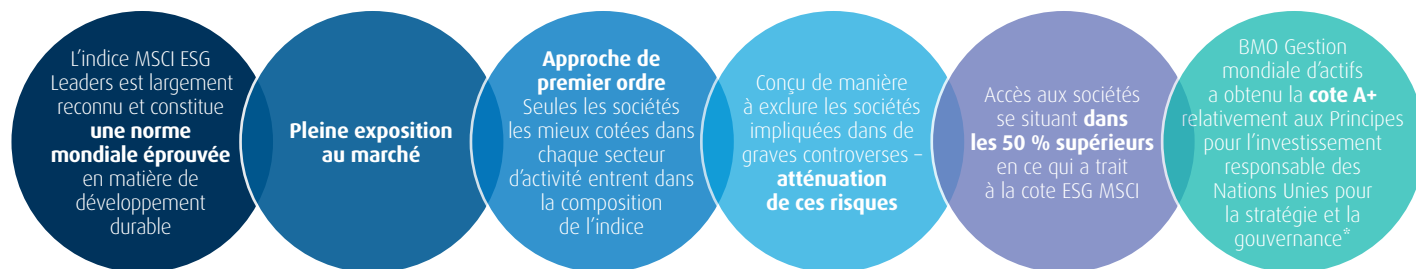 L’indice MSCI ESG
Leaders est largement
reconnu et constitue
une norme
mondiale éprouvée
en matière de
développement
durable
Pleine exposition
au marché
Approche de
premier ordre
Seules les sociétés
les mieux cotées dans
chaque secteur
d’activité entrent dans
la composition
de l’indice
Conçu de manière
à exclure les sociétés
impliquées dans de
graves controverses –
atténuation
de ces risques
Accès aux sociétés
se situant dans
les 50 % supérieurs
en ce qui a trait
à la cote ESG MSCI
BMO Gestion
mondiale d’actifs
a obtenu la cote A+
relativement aux Principes
pour l’investissement
responsable des
Nations Unies pour
la stratégie et la
gouvernance*